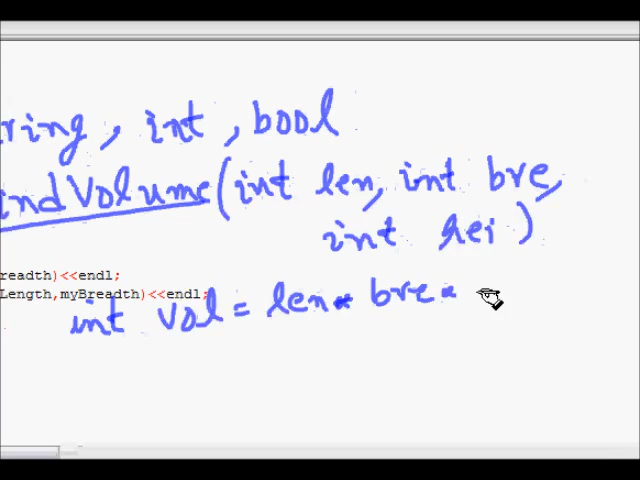 ring, int, bool
indVolume(int len, int bre,
int hei)
readth)<<endl;
Length,myBreadth)<<endl;
int vol = len * bre *